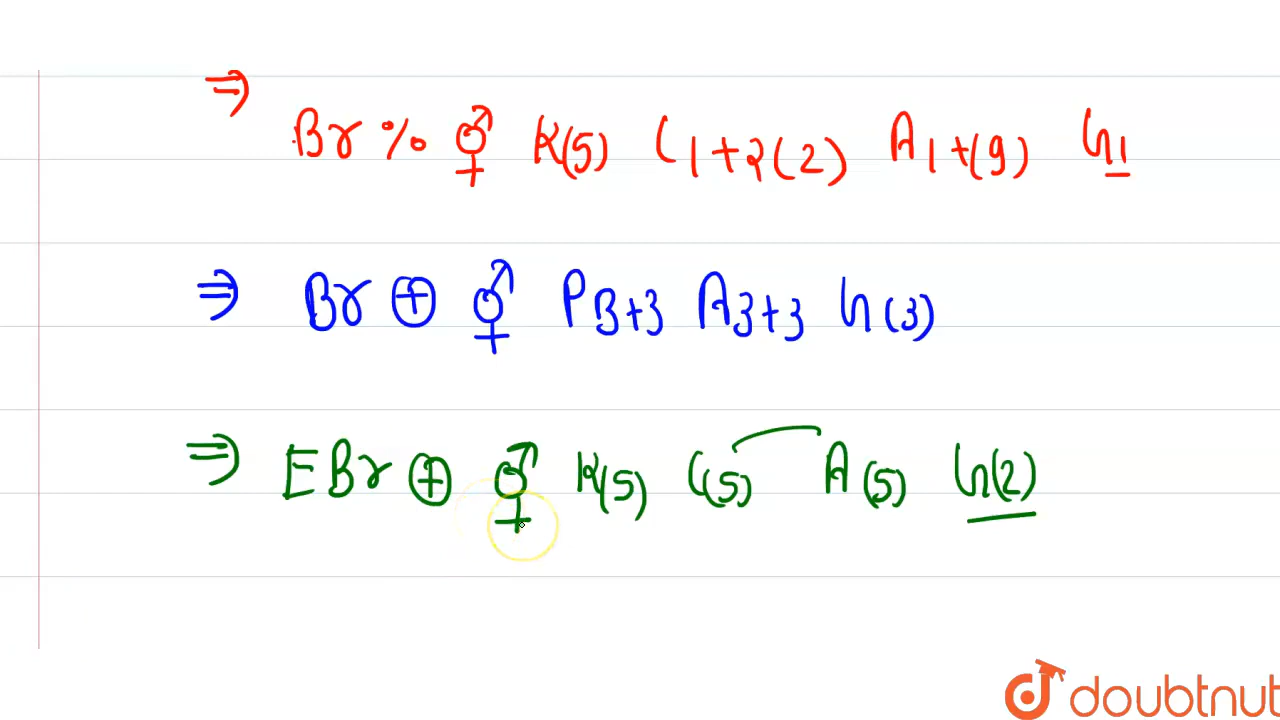 ⇒ Br % ⚥ K(5) C1+2(2) A1+(9) G1
⇒ Br ⊕ ⚥ P3+3 A3+3 G(3)
⇒ EBr ⊕ ⚥ K(5) C(5) A(5) G(2)
doubtnut